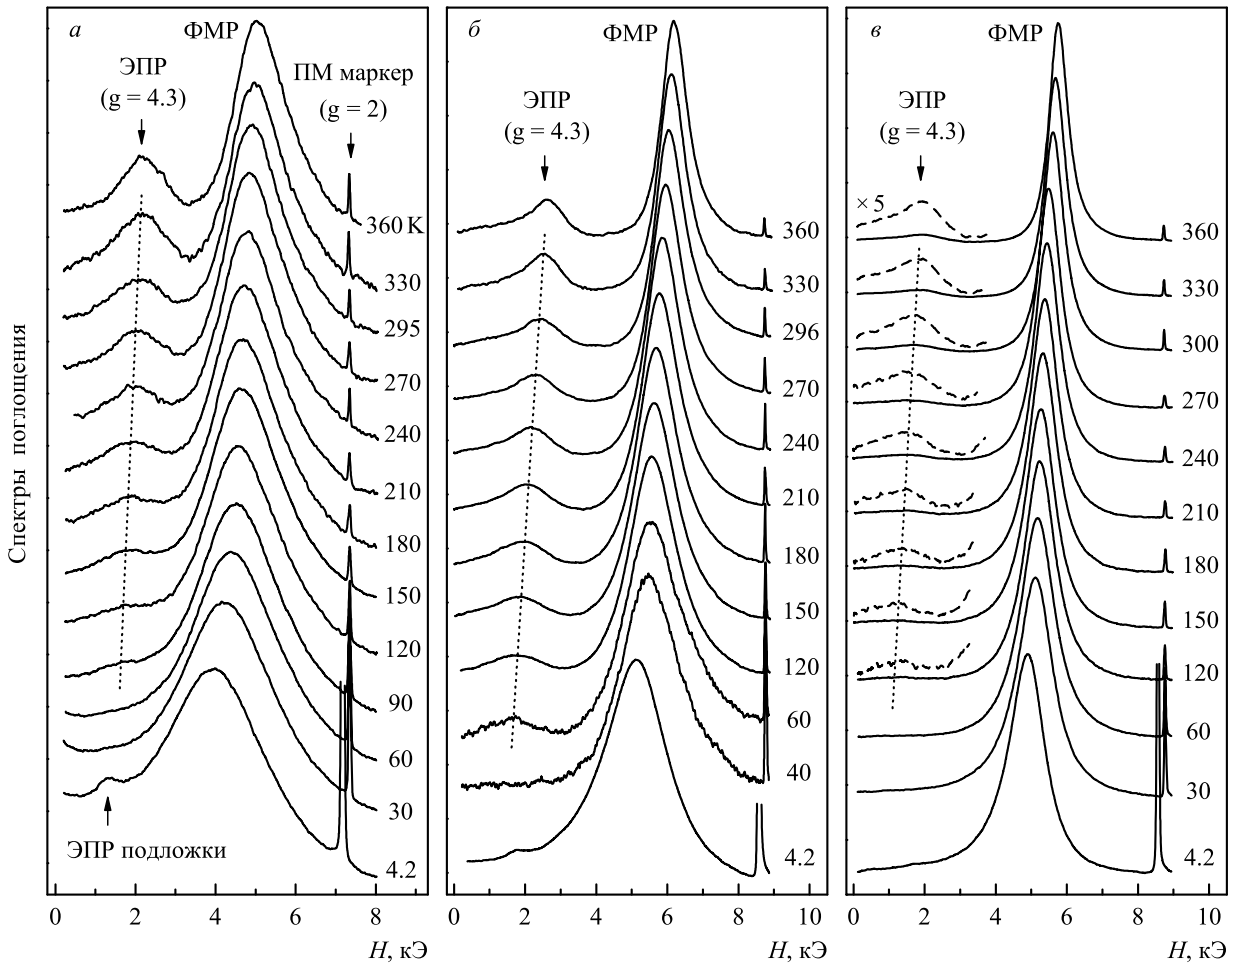 Спектры поглощения
а
ФМР
ЭПР
(g = 4.3)
ПМ маркер
(g = 2)
360 K
330
295
270
240
210
180
150
120
90
60
30
4.2
ЭПР подложки
0 2 4 6 8
H, кЭ
б
ФМР
ЭПР
(g = 4.3)
360
330
296
270
240
210
180
150
120
60
40
4.2
0 2 4 6 8 10
H, кЭ
в
ФМР
ЭПР
(g = 4.3)
× 5
360
330
300
270
240
210
180
150
120
60
30
4.2
0 2 4 6 8 10
H, кЭ